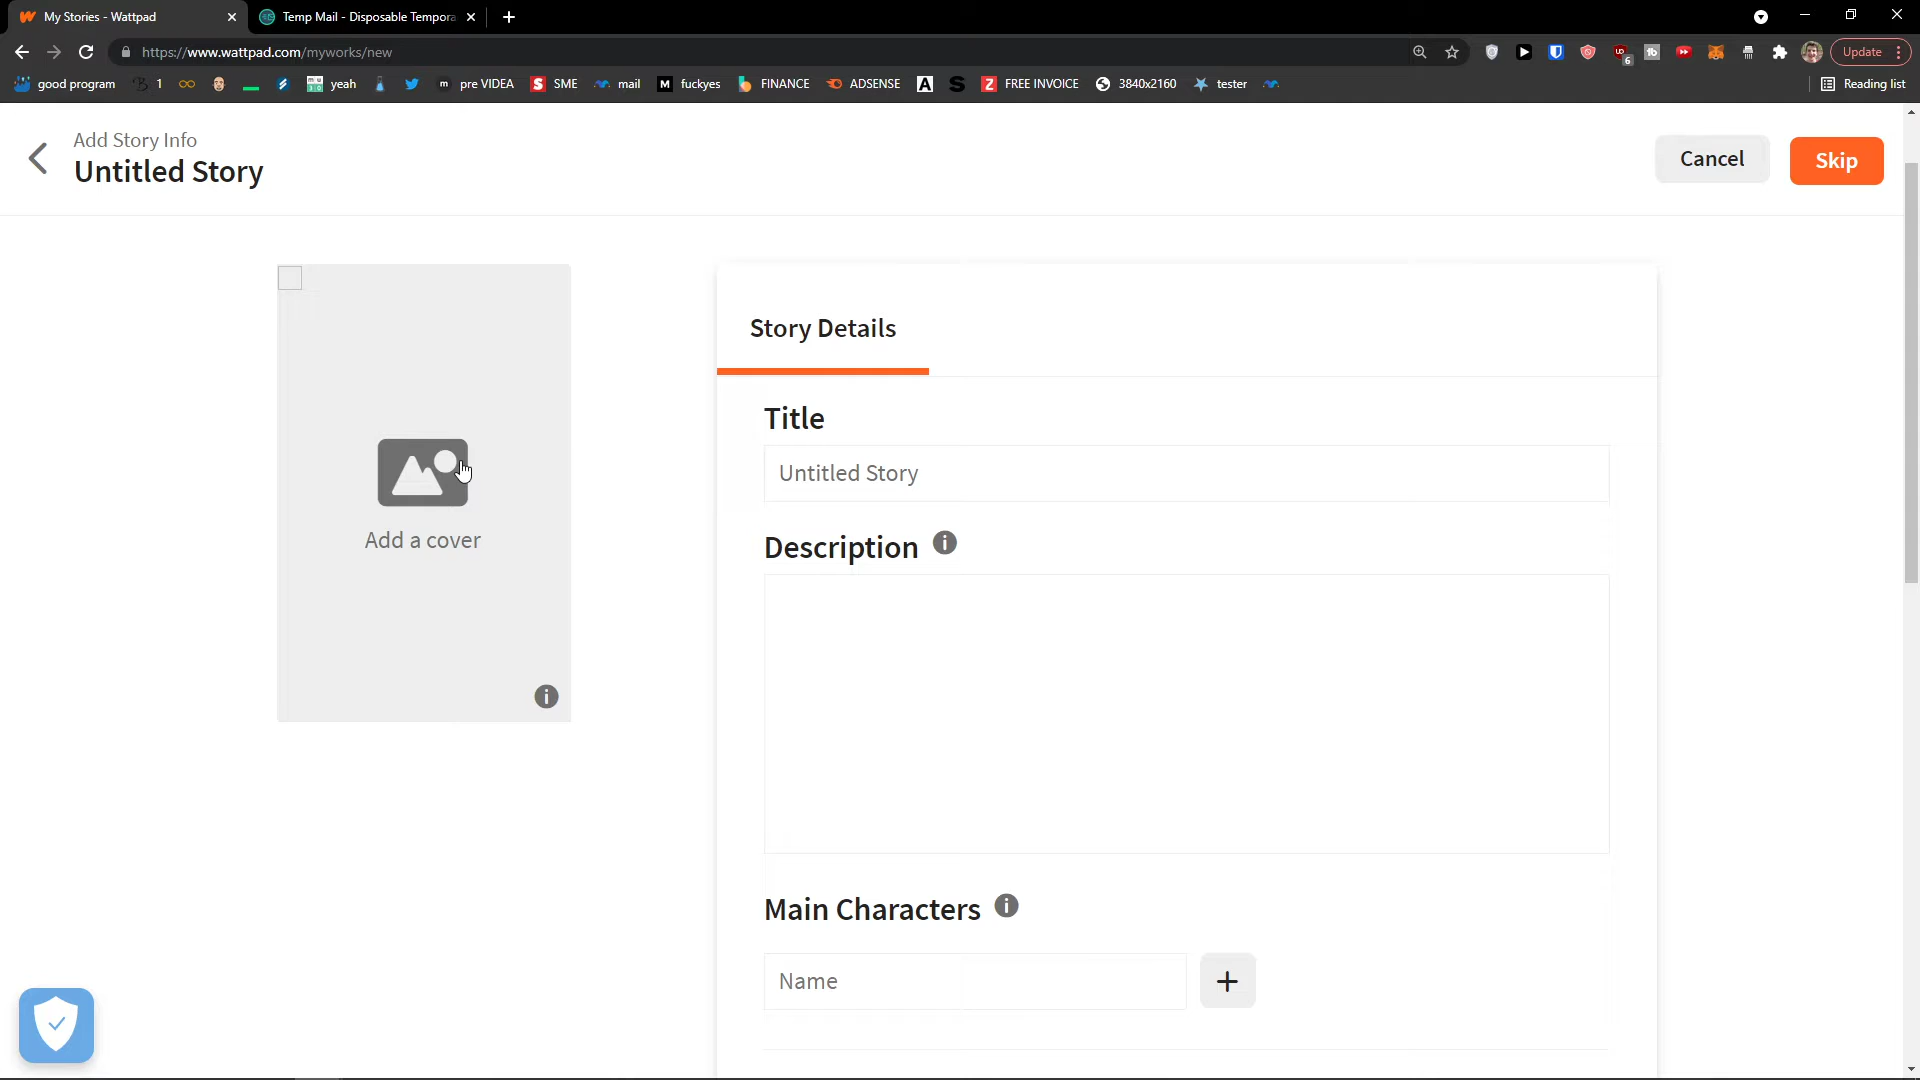 My Stories - Wattpad
Temp Mail - Disposable Tempora
https://www.wattpad.com/myworks/new
6
Update
good program
1
yeah
pre VIDEA
SME
mail
fuckyes
FINANCE
ADSENSE
FREE INVOICE
3840x2160
tester
Reading list
Add Story Info
Untitled Story
Cancel
Skip
Add a cover
Story Details
Title
Untitled Story
Description
Main Characters
Name